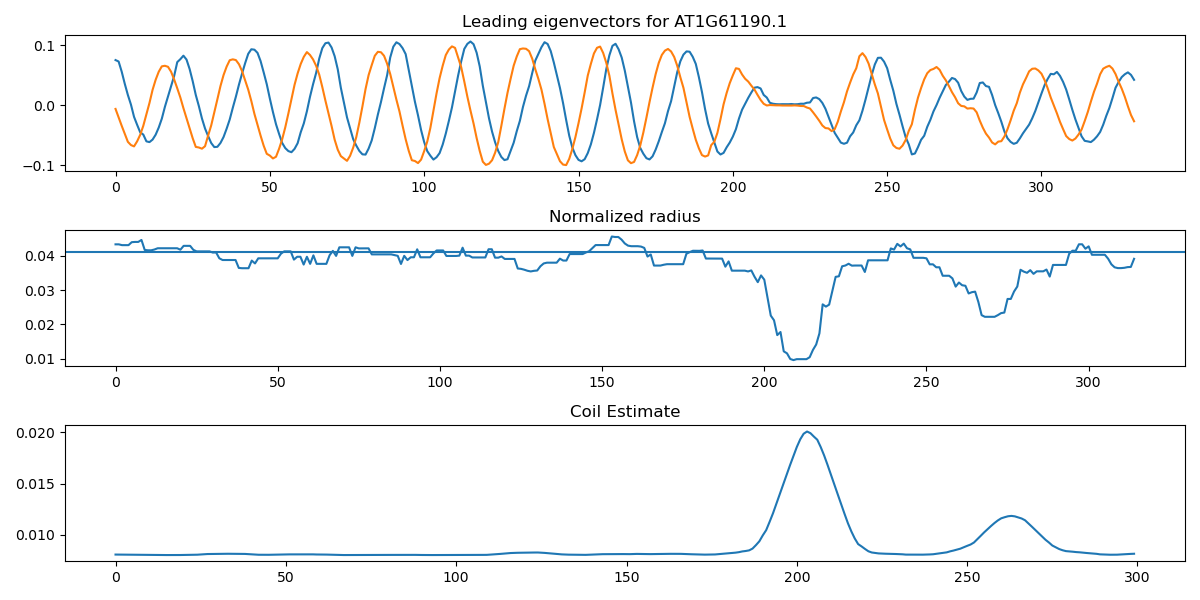 Leading eigenvectors for AT1G61190.1
0.1
0.0
−0.1
0 50 100 150 200 250 300
Normalized radius
0.04
0.03
0.02
0.01
0 50 100 150 200 250 300
Coil Estimate
0.020
0.015
0.010
0 50 100 150 200 250 300